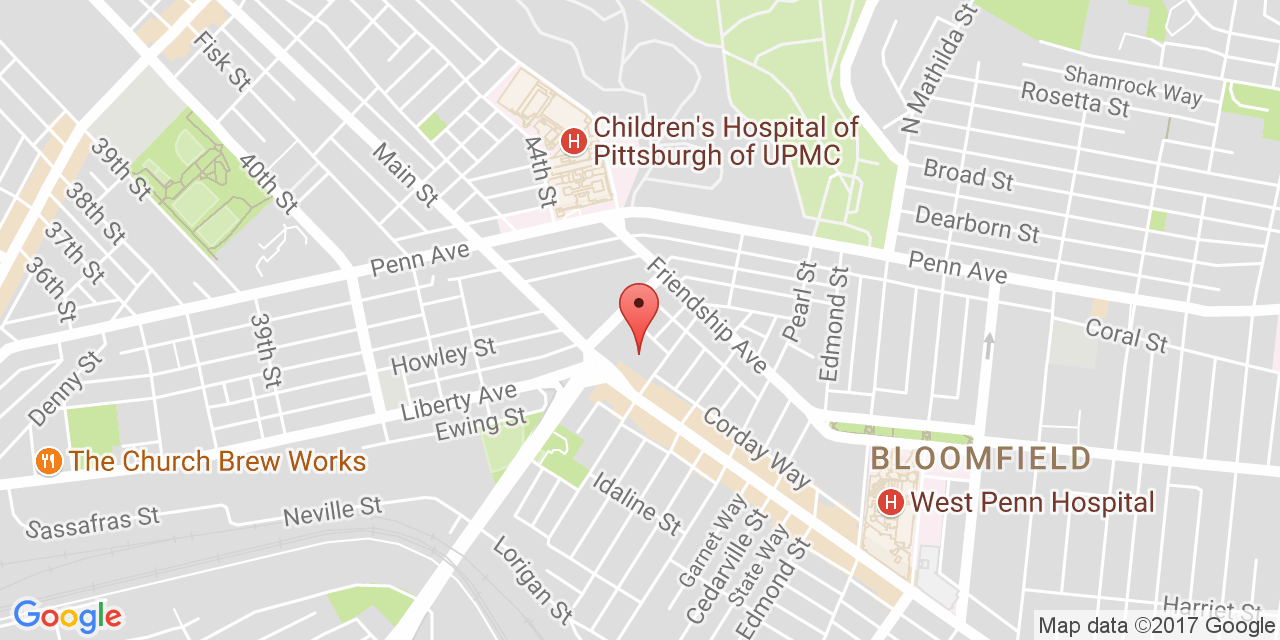 Fisk St
N Mathilda St
Shamrock Way
Rosetta St
Children's Hospital of
Pittsburgh of UPMC
H
39th St
40th St
Main St
44th St
Broad St
38th St
37th St
36th St
Dearborn St
Penn Ave
Penn Ave
Friendship Ave
Pearl St
Edmond St
39th St
Howley St
Coral St
Denny St
Liberty Ave
Ewing St
Corday Way
The Church Brew Works
BLOOMFIELD
H
West Penn Hospital
Sassafras St
Neville St
Idaline St
Garnet Way
Cedarville St
State Way
Edmond St
Lorigan St
Harriet St
Google
Map data ©2017 Google